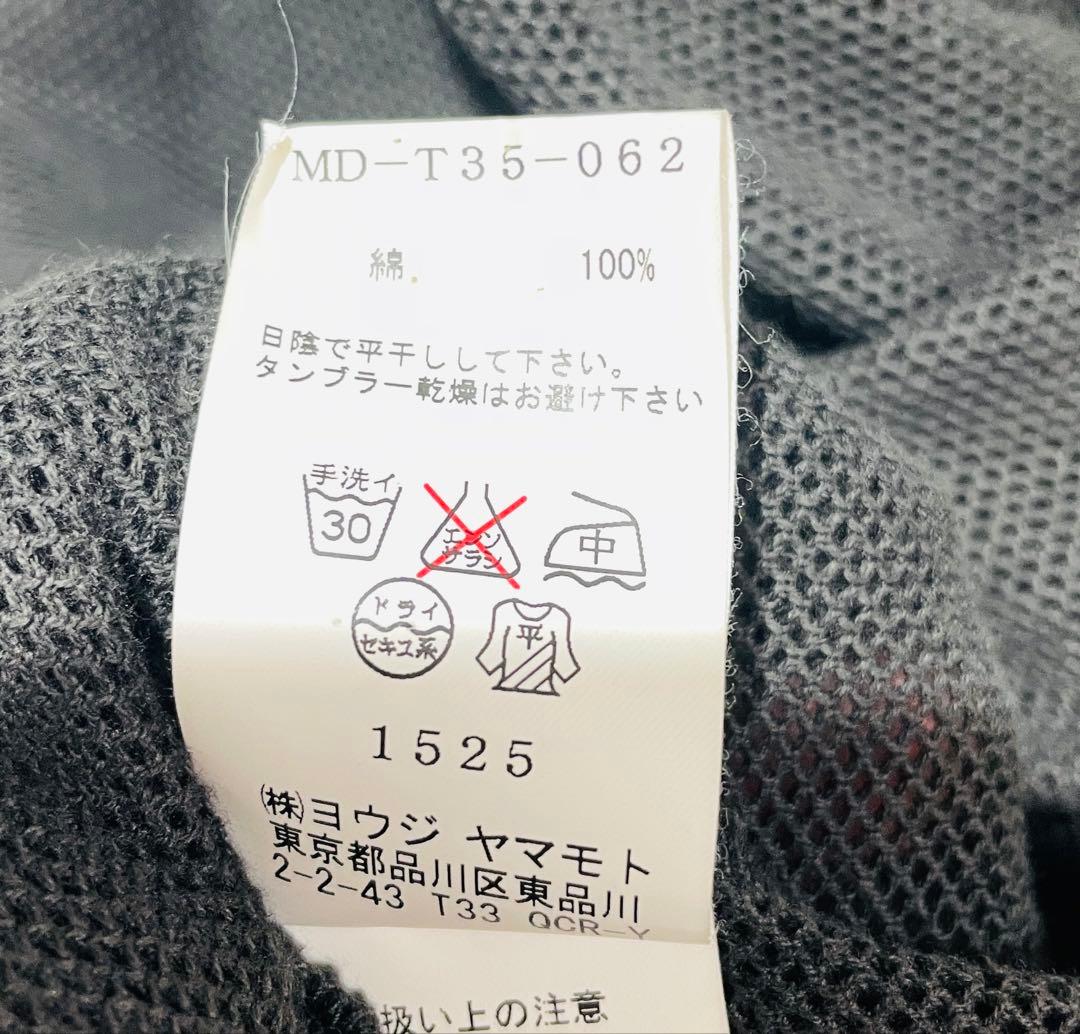 MD-T35-062
綿 100%
日陰で平干しして下さい。
タンブラー乾燥はお避け下さい
手洗イ
30
エンソ
サラシ
中
ドライ
セキユ系
平
1525
㈱ヨウジ ヤマモト
東京都品川区東品川
2-2-43 T33 QCR-Y
扱い上の注意